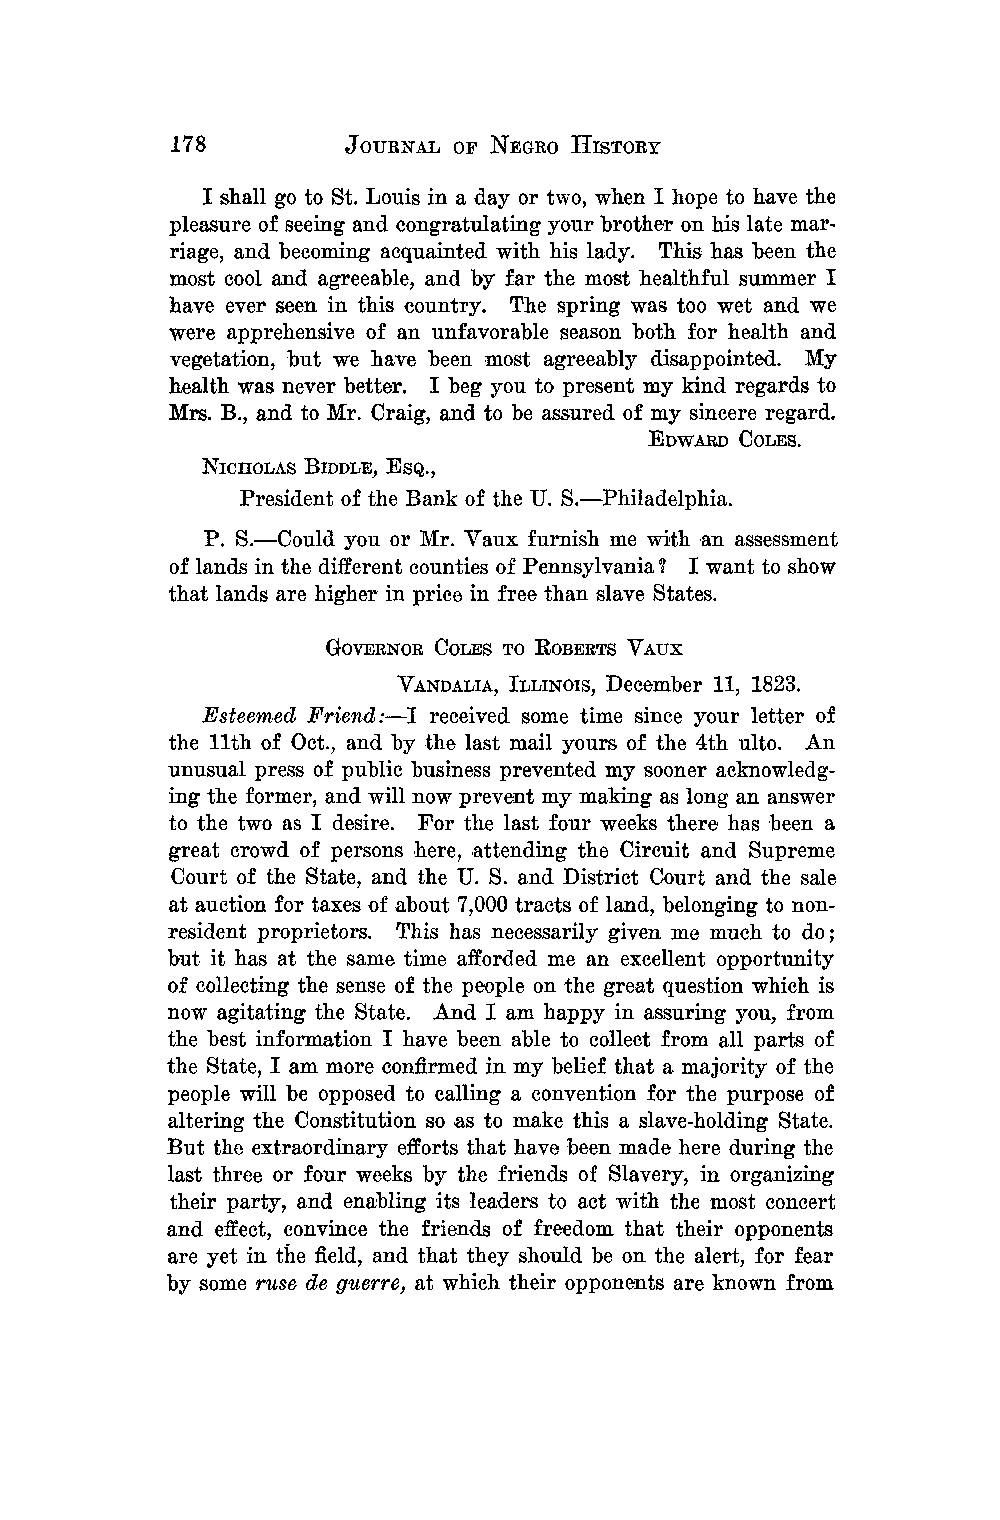 178 JOURNAL OF NEGRO HISTORY
I shall go to St. Louis in a day or two, when I hope to have the
pleasure of seeing and congratulating your brother on his late mar-
riage, and becoming acquainted with his lady. This has been the
most cool and agreeable, and by far the most healthful summer I
have ever seen in this country. The spring was too wet and we
were apprehensive of an unfavorable season both for health and
vegetation, but we have been most agreeably disappointed. My
health was never better. I beg you to present my kind regards to
Mrs. B., and to Mr. Craig, and to be assured of my sincere regard.
EDWARD COLES.
NICHOLAS BIDDLE, ESQ.,
President of the Bank of the U. S.—Philadelphia.
P. S.—Could you or Mr. Vaux furnish me with an assessment
of lands in the different counties of Pennsylvania? I want to show
that lands are higher in price in free than slave States.
GOVERNOR COLES TO ROBERTS VAUX
VANDALIA, ILLINOIS, December 11, 1823.
Esteemed Friend:—I received some time since your letter of
the 11th of Oct., and by the last mail yours of the 4th ulto. An
unusual press of public business prevented my sooner acknowledg-
ing the former, and will now prevent my making as long an answer
to the two as I desire. For the last four weeks there has been a
great crowd of persons here, attending the Circuit and Supreme
Court of the State, and the U. S. and District Court and the sale
at auction for taxes of about 7,000 tracts of land, belonging to non-
resident proprietors. This has necessarily given me much to do;
but it has at the same time afforded me an excellent opportunity
of collecting the sense of the people on the great question which is
now agitating the State. And I am happy in assuring you, from
the best information I have been able to collect from all parts of
the State, I am more confirmed in my belief that a majority of the
people will be opposed to calling a convention for the purpose of
altering the Constitution so as to make this a slave-holding State.
But the extraordinary efforts that have been made here during the
last three or four weeks by the friends of Slavery, in organizing
their party, and enabling its leaders to act with the most concert
and effect, convince the friends of freedom that their opponents
are yet in the field, and that they should be on the alert, for fear
by some ruse de guerre, at which their opponents are known from